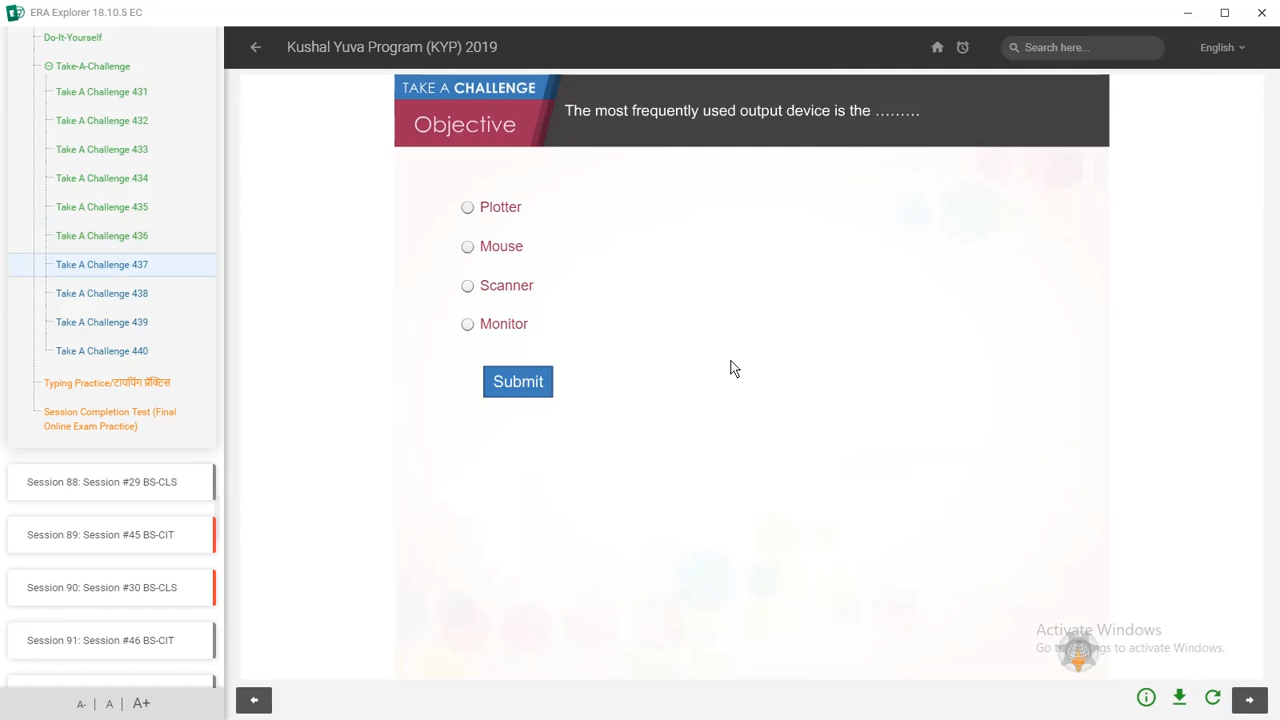 ERA Explorer 18.10.5 EC
Do-It-Yourself
Take-A-Challenge
Take A Challenge 431
Take A Challenge 432
Take A Challenge 433
Take A Challenge 434
Take A Challenge 435
Take A Challenge 436
Take A Challenge 437
Take A Challenge 438
Take A Challenge 439
Take A Challenge 440
Typing Practice/टायपिंग प्रॅक्टिस
Session Completion Test (Final
Online Exam Practice)
Session 88: Session #29 BS-CLS
Session 89: Session #45 BS-CIT
Session 90: Session #30 BS-CLS
Session 91: Session #46 BS-CIT
A- | A | A+
Kushal Yuva Program (KYP) 2019
Search here...
English
TAKE A CHALLENGE
Objective
The most frequently used output device is the ………
Plotter
Mouse
Scanner
Monitor
Submit
Activate Windows
Go to Settings to activate Windows.